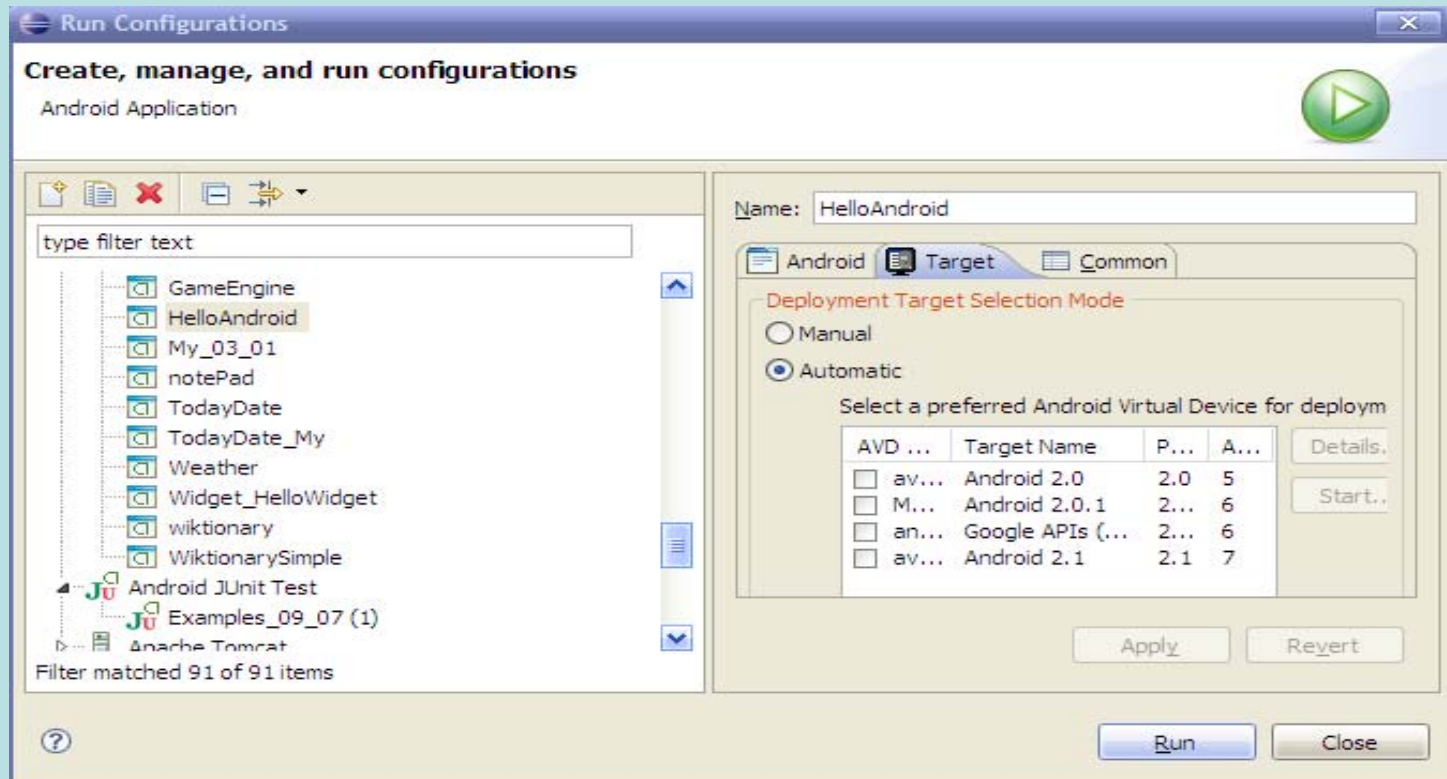 Run Configurations
Create, manage, and run configurations
Android Application
type filter text
GameEngine
HelloAndroid
My_03_01
notePad
TodayDate
TodayDate_My
Weather
Widget_HelloWidget
wiktionary
WiktionarySimple
Android JUnit Test
Examples_09_07 (1)
Apache Tomcat
Filter matched 91 of 91 items
Name: HelloAndroid
Android Target Common
Deployment Target Selection Mode
Manual
Automatic
Select a preferred Android Virtual Device for deploym
AVD ... Target Name P... A... Details.
av... Android 2.0 2.0 5
M... Android 2.0.1 2... 6 Start..
an... Google APIs (... 2... 6
av... Android 2.1 2.1 7
Apply Revert
Run Close